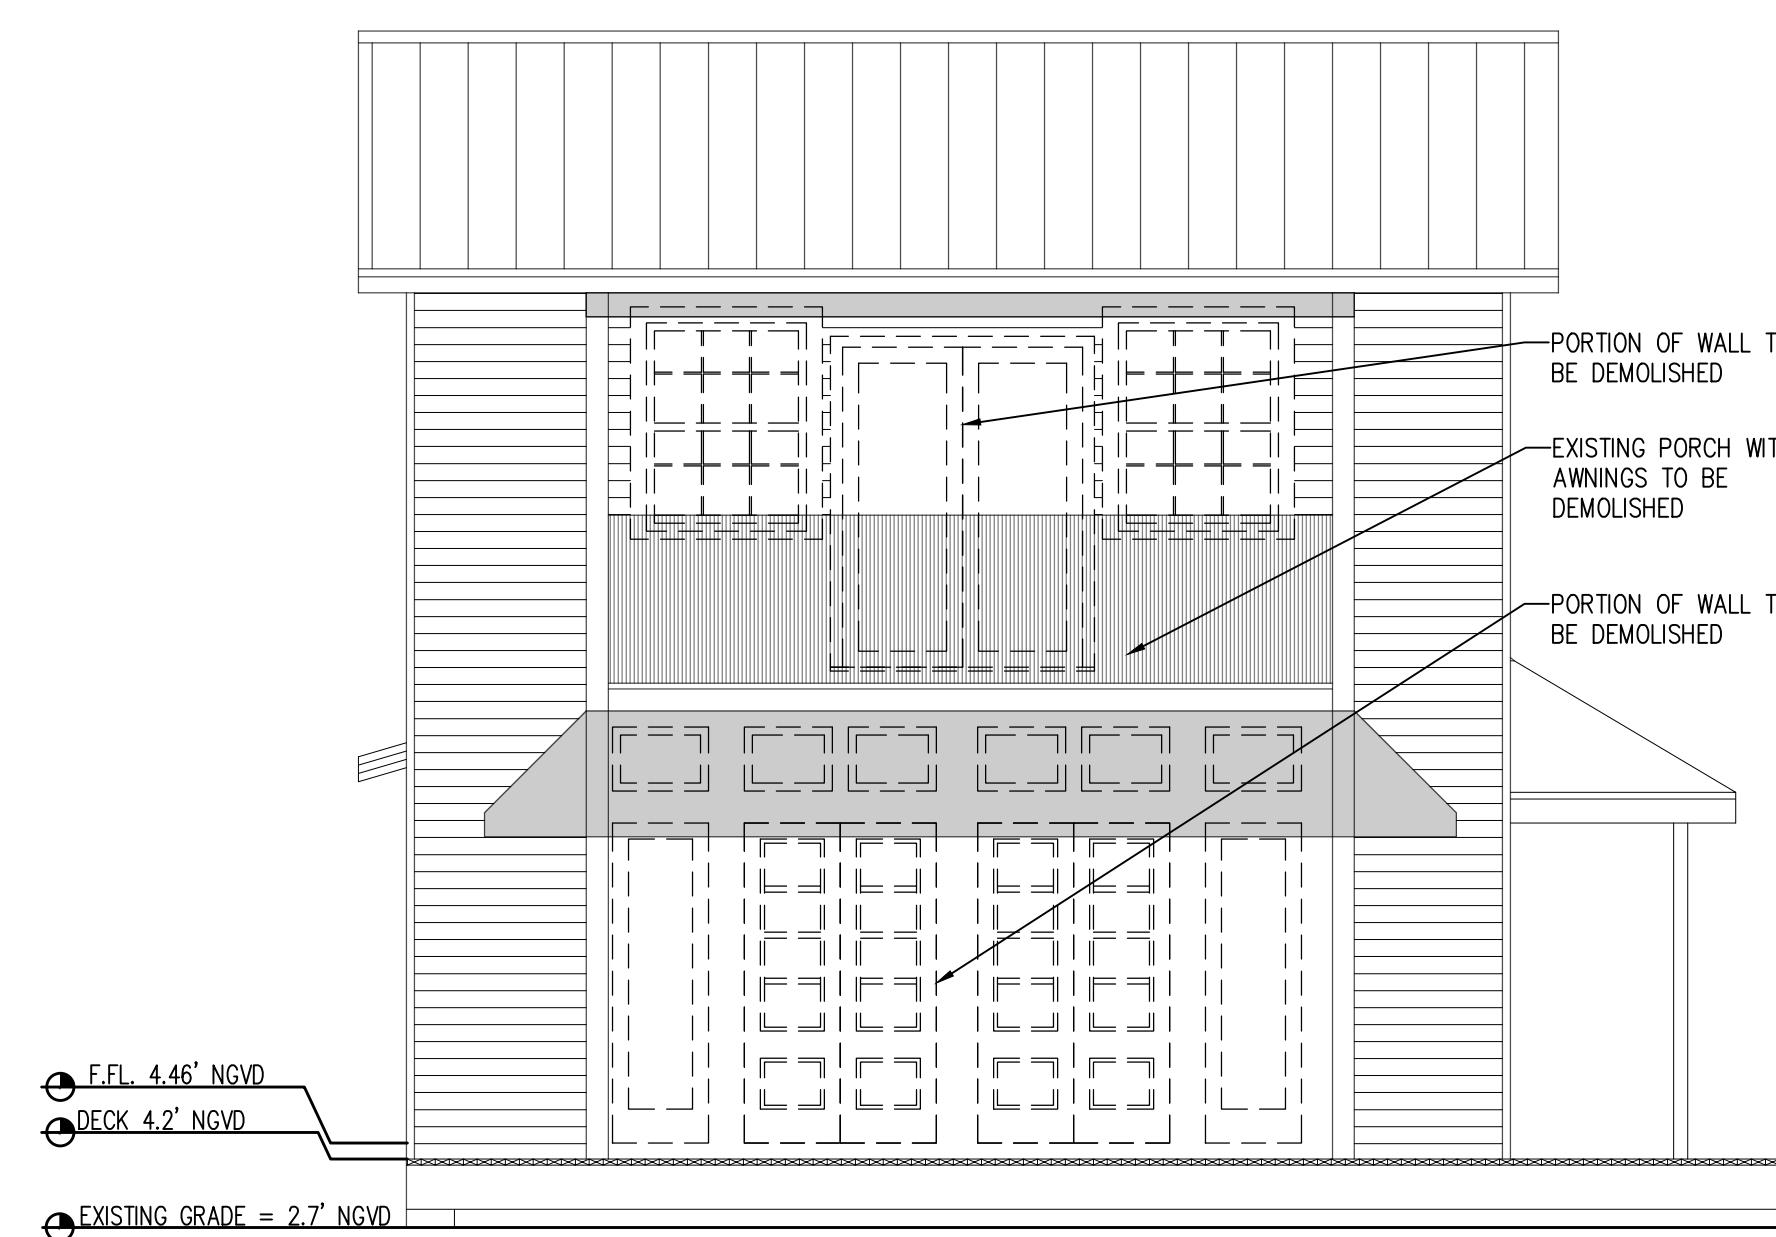 PORTION OF WALL T
BE DEMOLISHED
EXISTING PORCH WIT
AWNINGS TO BE
DEMOLISHED
PORTION OF WALL T
BE DEMOLISHED
F.FL. 4.46' NGVD
DECK 4.2' NGVD
EXISTING GRADE = 2.7' NGVD